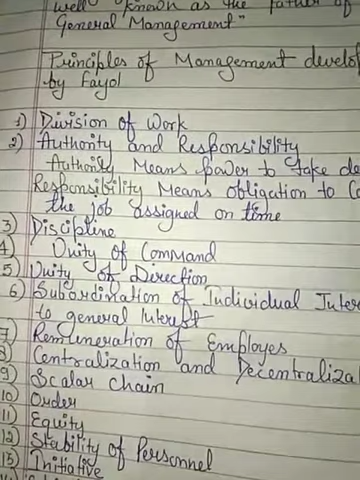 well known as the father of
General Management"
Principles of Management develo
by Fayol
1) Division of Work
2) Authority and Responsibility
Authority Means power to take de
Responsibility Means obligation to Co
the job assigned on time
3) Discipline
4) Unity of Command
5) Unity of Direction
6) Subordination of Individual Inter
to general Interest
7) Remuneration of Employes
8) Centralization and Decentraliza
9) Scalar chain
10) Order
11) Equity
12) Stability of Personnel
13) Initiative